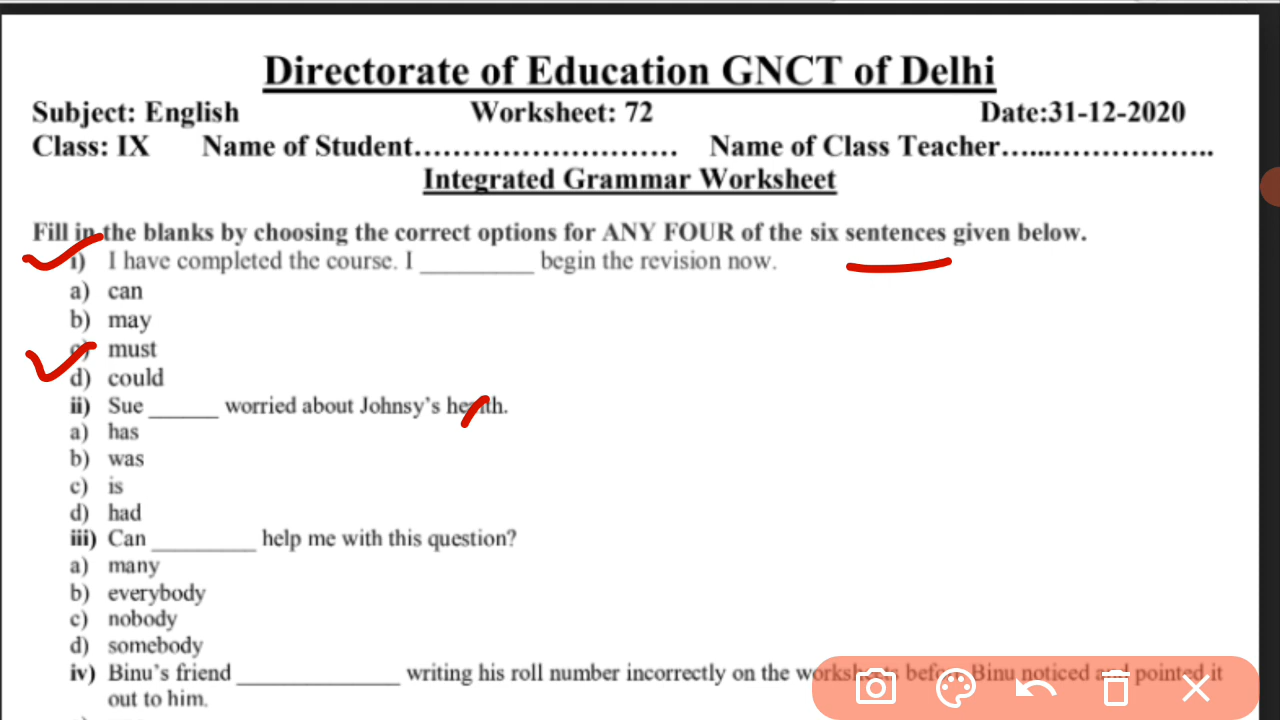 Directorate of Education GNCT of Delhi
Subject: English Worksheet: 72 Date:31-12-2020
Class: IX Name of Student........................... Name of Class Teacher.......................
Integrated Grammar Worksheet
Fill in the blanks by choosing the correct options for ANY FOUR of the six sentences given below.
i) I have completed the course. I _________ begin the revision now.
a) can
b) may
c) must
d) could
ii) Sue ______ worried about Johnsy's health.
a) has
b) was
c) is
d) had
iii) Can _________ help me with this question?
a) many
b) everybody
c) nobody
d) somebody
iv) Binu's friend ______________ writing his roll number incorrectly on the worksheets before Binu noticed and pointed it
out to him.